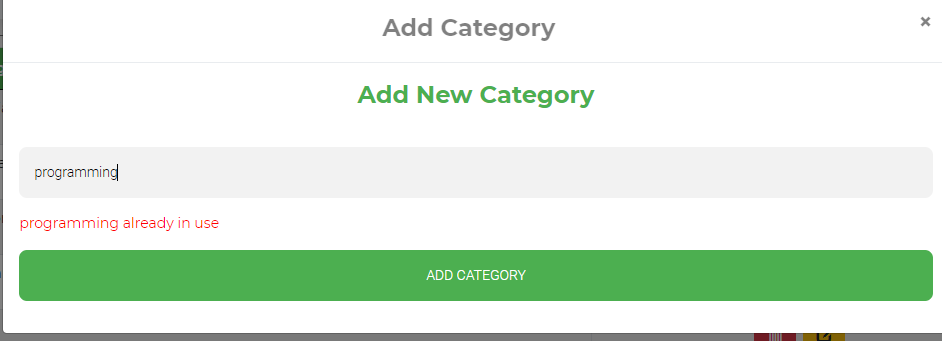 Add Category
×
Add New Category
programming
programming already in use
ADD CATEGORY